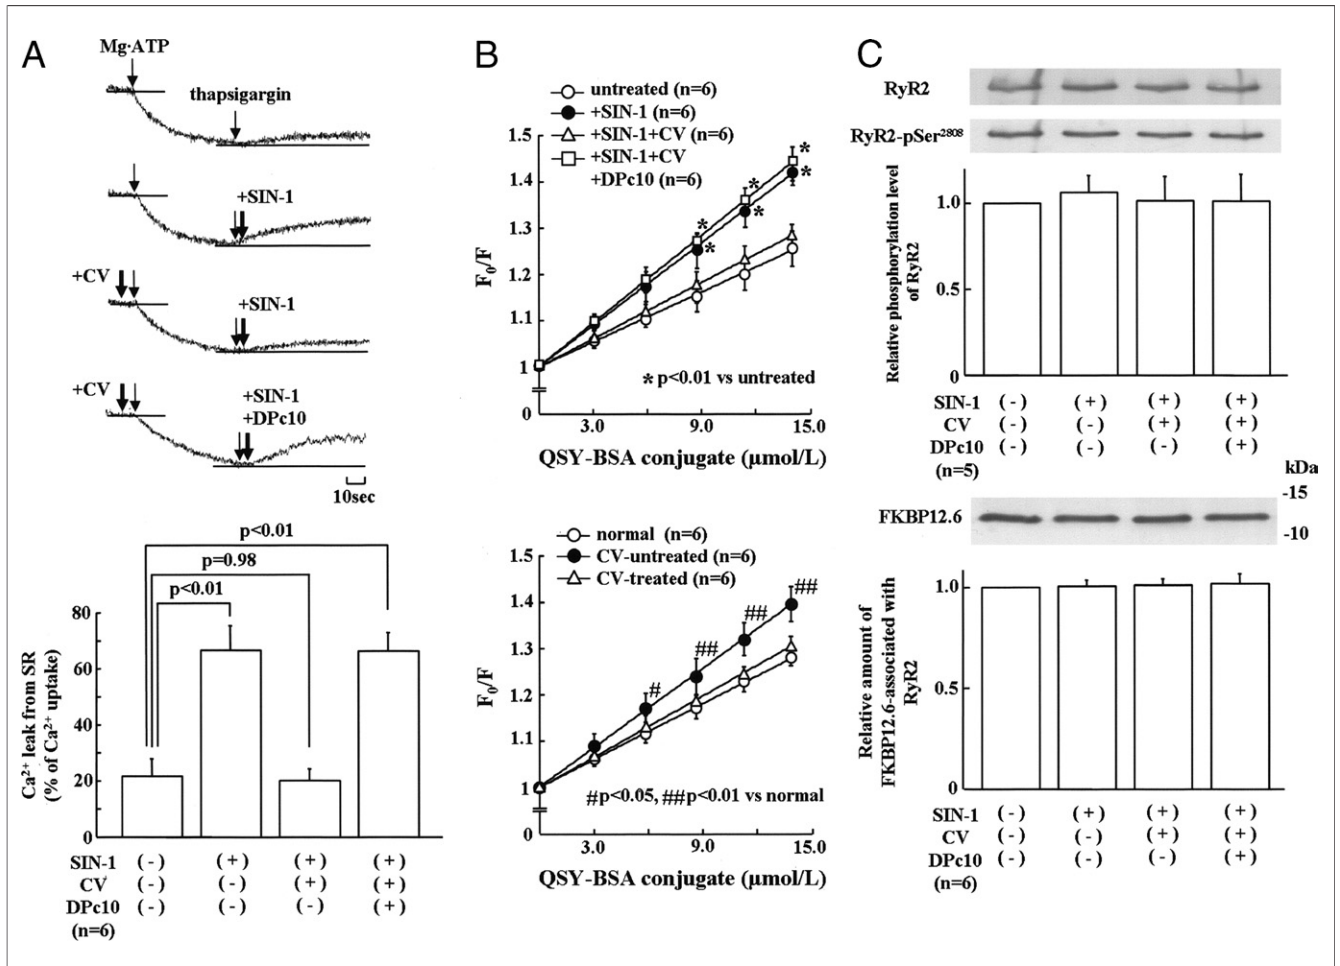 A
Mg·ATP
thapsigargin
+SIN-1
+CV
+SIN-1
+CV
+SIN-1
+DPc10
10sec
p<0.01
p=0.98
p<0.01
80
60
40
20
0
Ca²⁺ leak from SR
(% of Ca²⁺ uptake)
SIN-1 (-) (+) (+) (+)
CV (-) (-) (+) (+)
DPc10 (-) (-) (-) (+)
(n=6)
B
untreated (n=6)
+SIN-1 (n=6)
+SIN-1+CV (n=6)
+SIN-1+CV
+DPc10 (n=6)
1.5
1.4
1.3
1.2
1.1
1
0
F₀/F
* * * * * *
* p<0.01 vs untreated
3.0 9.0 15.0
QSY-BSA conjugate (μmol/L)
normal (n=6)
CV-untreated (n=6)
CV-treated (n=6)
1.5
1.4
1.3
1.2
1.1
1
0
F₀/F
# ## ## ##
#p<0.05, ##p<0.01 vs normal
3.0 9.0 15.0
QSY-BSA conjugate (μmol/L)
C
RyR2
RyR2-pSer²⁸⁰⁸
1.0
0.5
0
Relative phosphorylation level
of RyR2
SIN-1 (-) (+) (+) (+)
CV (-) (-) (+) (+)
DPc10 (-) (-) (-) (+)
(n=5)
kDa
-15
FKBP12.6
-10
1.0
0.5
0
Relative amount of
FKBP12.6-associated with
RyR2
SIN-1 (-) (+) (+) (+)
CV (-) (-) (+) (+)
DPc10 (-) (-) (-) (+)
(n=6)